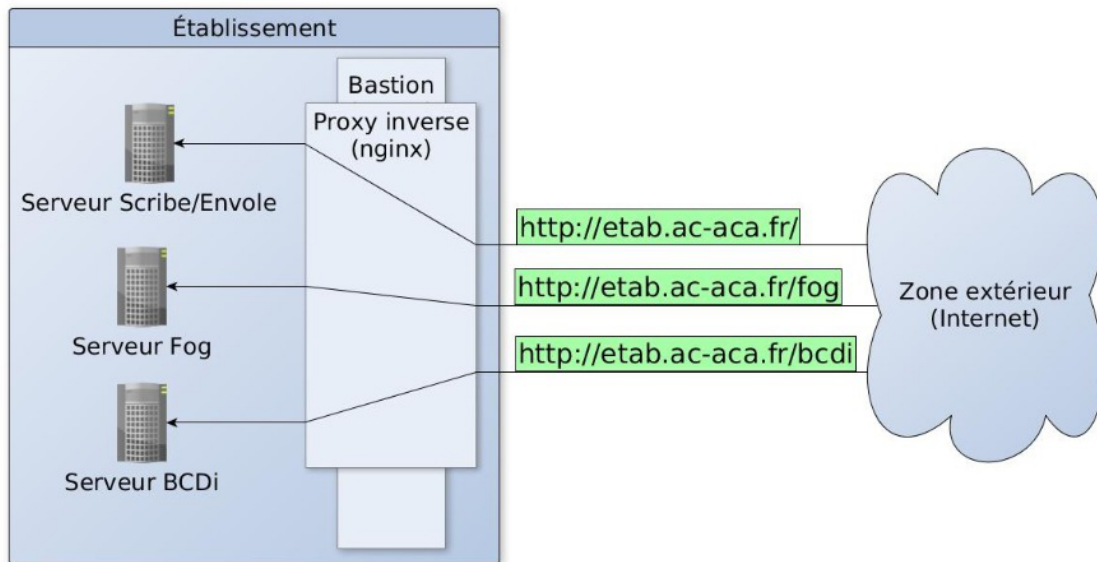 Établissement
Bastion
Proxy inverse
(nginx)
Serveur Scribe/Envole
http://etab.ac-aca.fr/
http://etab.ac-aca.fr/fog
Zone extérieur
(Internet)
Serveur Fog
http://etab.ac-aca.fr/bcdi
Serveur BCDi